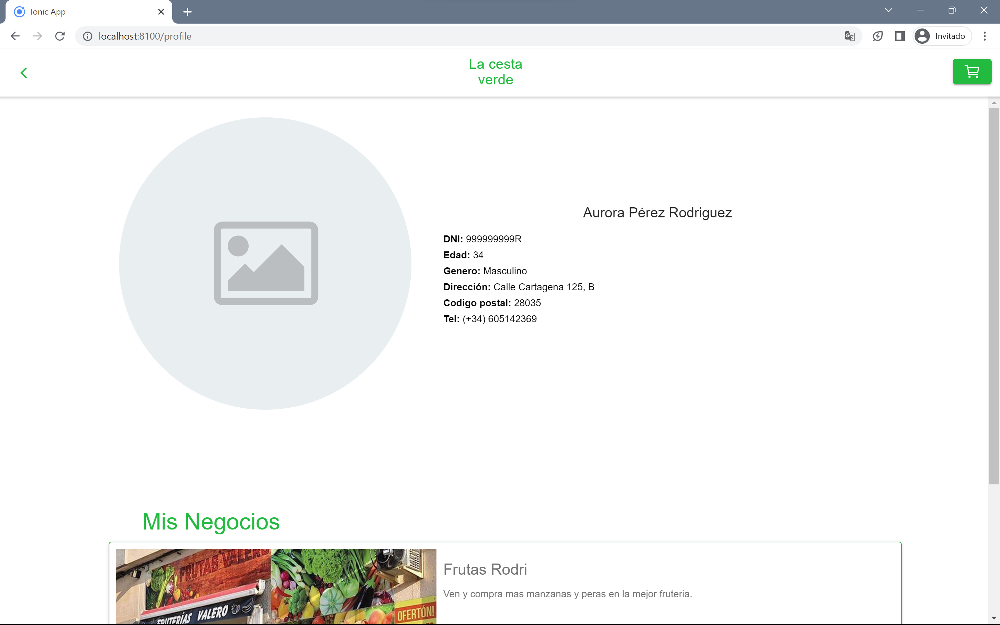 Ionic App
localhost:8100/profile
Invitado
La cesta
verde
Aurora Pérez Rodriguez
DNI: 999999999R
Edad: 34
Genero: Masculino
Dirección: Calle Cartagena 125, B
Codigo postal: 28035
Tel: (+34) 605142369
Mis Negocios
FRUTAS VALERO
Frutas Rodri
Ven y compra mas manzanas y peras en la mejor fruteria.
FRUTERÍAS VALERO
OFERTÓN!